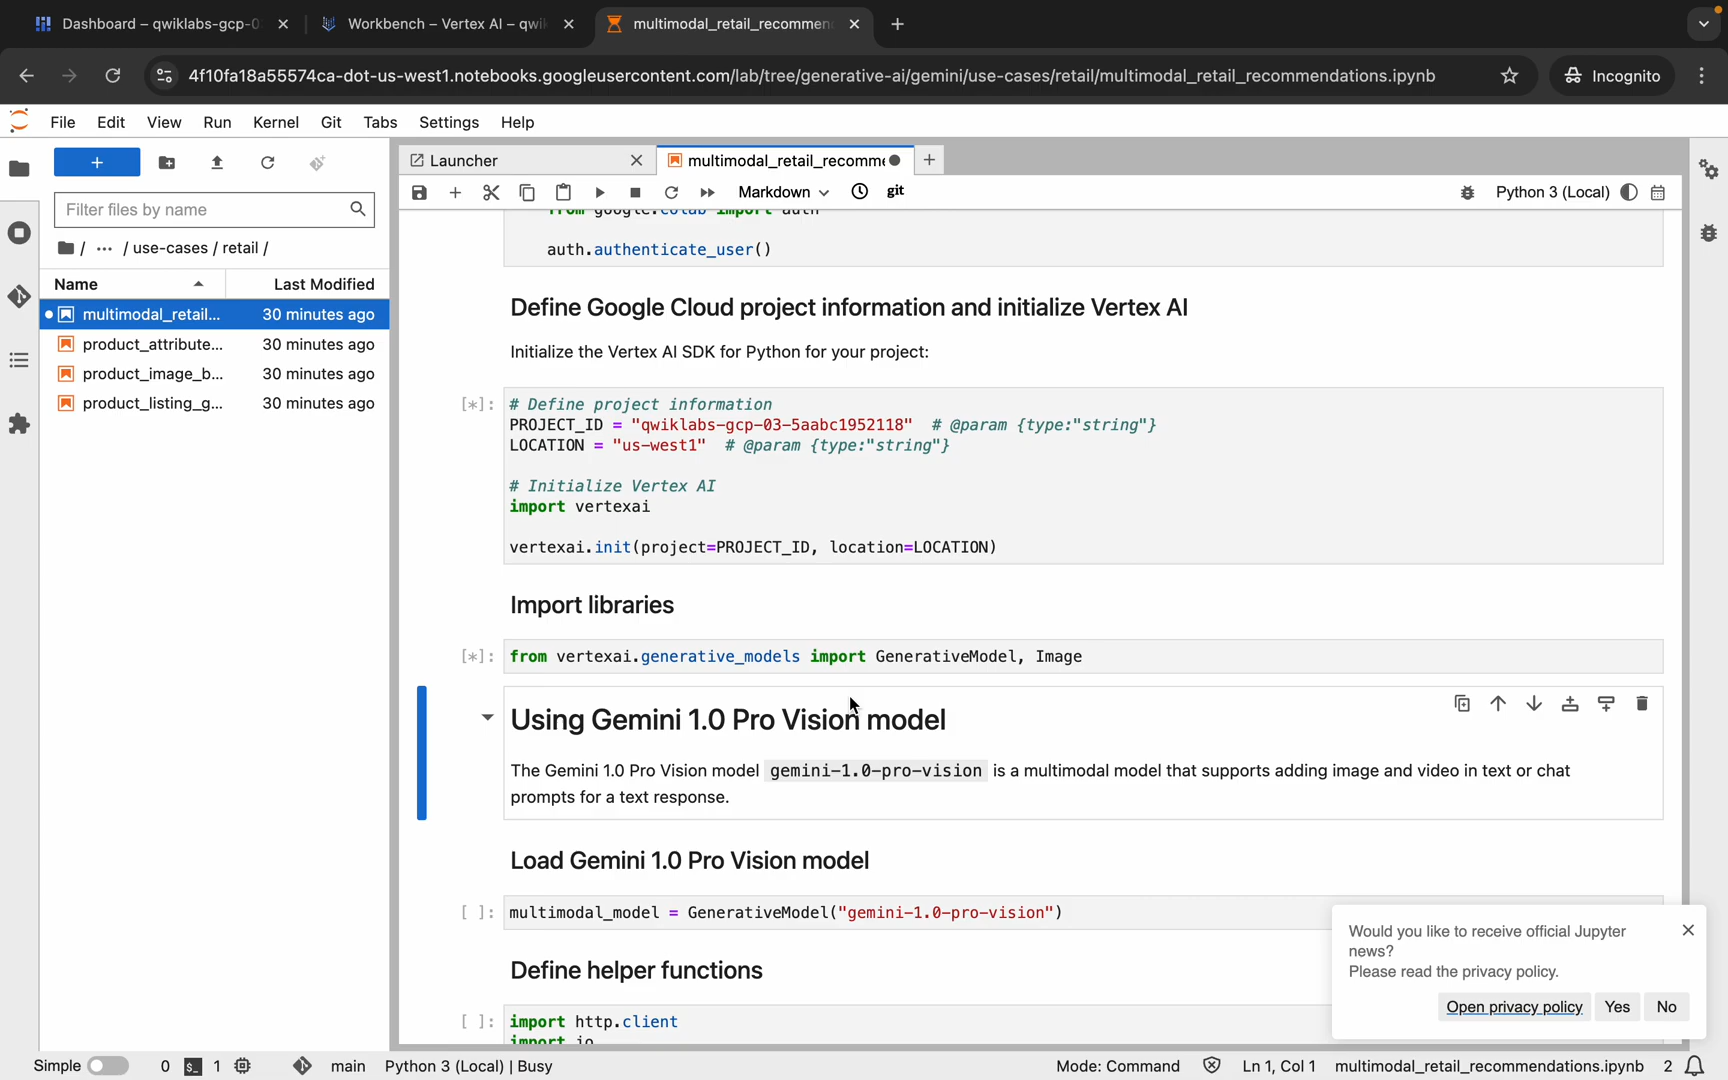 Dashboard – qwiklabs-gcp-0
Workbench – Vertex AI – qwik
multimodal_retail_recommen
4f10fa18a55574ca-dot-us-west1.notebooks.googleusercontent.com/lab/tree/generative-ai/gemini/use-cases/retail/multimodal_retail_recommendations.ipynb
Incognito
File Edit View Run Kernel Git Tabs Settings Help
Launcher
multimodal_retail_recomme
Markdown
git
Python 3 (Local)
Filter files by name
/ ··· / use-cases / retail /
Name Last Modified
multimodal_retail... 30 minutes ago
product_attribute... 30 minutes ago
product_image_b... 30 minutes ago
product_listing_g... 30 minutes ago
from google.colab import auth
auth.authenticate_user()
Define Google Cloud project information and initialize Vertex AI
Initialize the Vertex AI SDK for Python for your project:
[*]: # Define project information
PROJECT_ID = "qwiklabs-gcp-03-5aabc1952118" # @param {type:"string"}
LOCATION = "us-west1" # @param {type:"string"}
# Initialize Vertex AI
import vertexai
vertexai.init(project=PROJECT_ID, location=LOCATION)
Import libraries
[*]: from vertexai.generative_models import GenerativeModel, Image
Using Gemini 1.0 Pro Vision model
The Gemini 1.0 Pro Vision model gemini-1.0-pro-vision is a multimodal model that supports adding image and video in text or chat
prompts for a text response.
Load Gemini 1.0 Pro Vision model
[ ]: multimodal_model = GenerativeModel("gemini-1.0-pro-vision")
Define helper functions
[ ]: import http.client
import io
Would you like to receive official Jupyter
news?
Please read the privacy policy.
Open privacy policy Yes No
Simple 0 1 main Python 3 (Local) | Busy Mode: Command Ln 1, Col 1 multimodal_retail_recommendations.ipynb 2